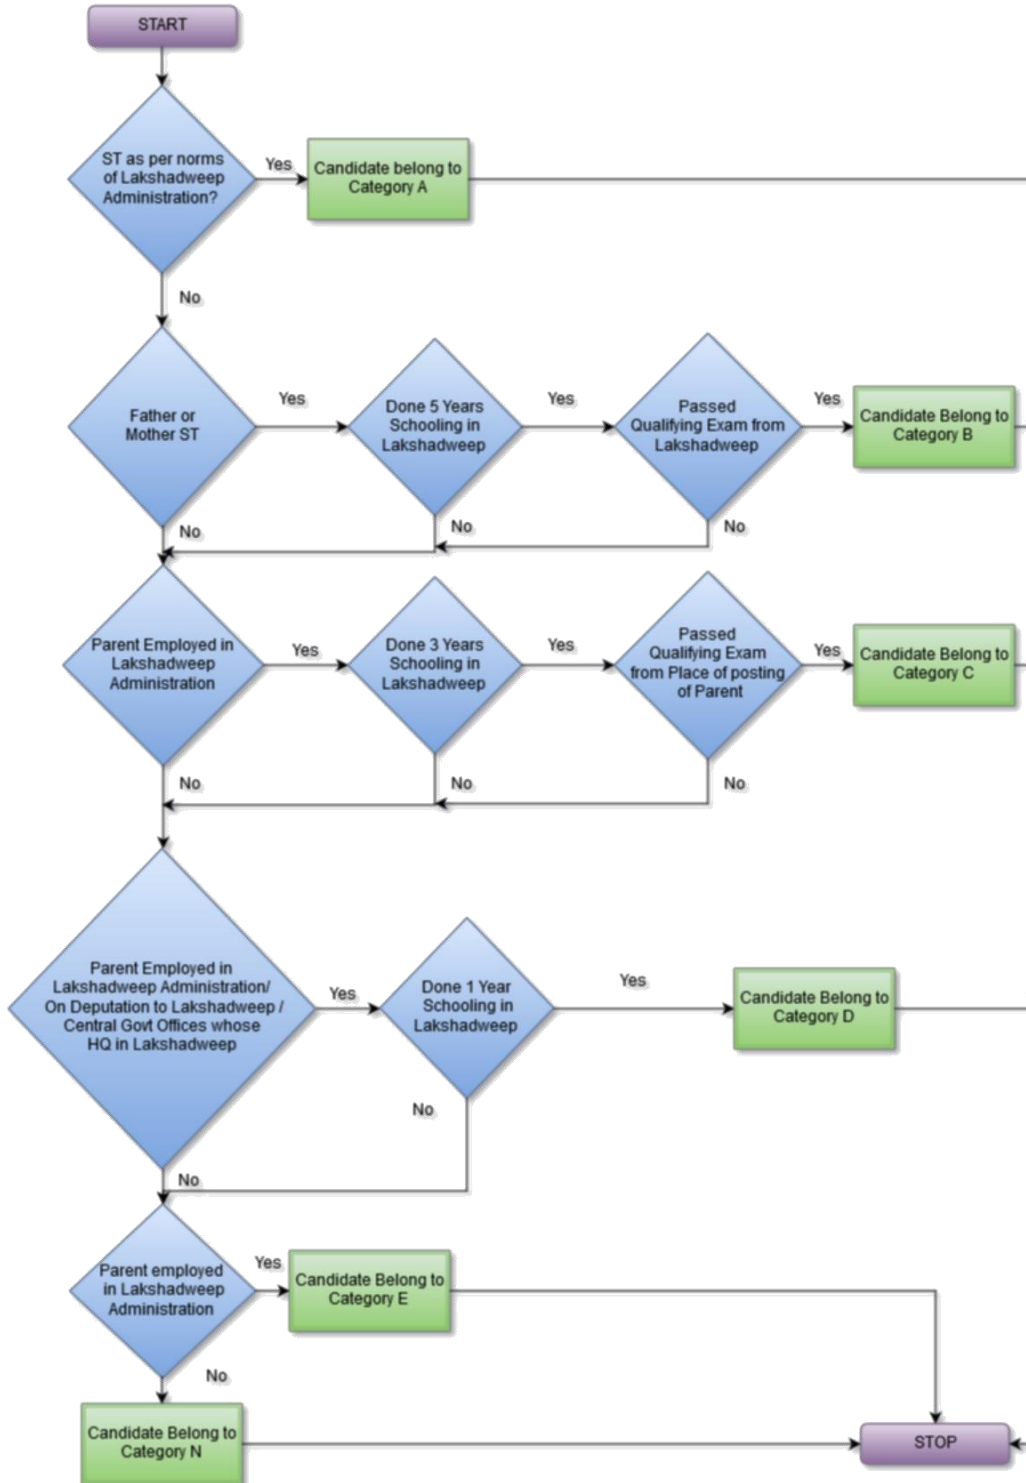 START
ST as per norms
of Lakshadweep
Administration?
Yes
Candidate belong to
Category A
No
Father or
Mother ST
Yes
Done 5 Years
Schooling in
Lakshadweep
Yes
Passed
Qualifying Exam from
Lakshadweep
Yes
Candidate Belong to
Category B
No
No
No
Parent Employed in
Lakshadweep
Administration
Yes
Done 3 Years
Schooling in
Lakshadweep
Yes
Passed
Qualifying Exam
from Place of posting
of Parent
Yes
Candidate Belong to
Category C
No
No
No
Parent Employed in
Lakshadweep Administration/
On Deputation to Lakshadweep /
Central Govt Offices whose
HQ in Lakshadweep
Yes
Done 1 Year
Schooling in
Lakshadweep
Yes
Candidate Belong to
Category D
No
No
Parent employed
in Lakshadweep
Administration
Yes
Candidate Belong to
Category E
No
Candidate Belong to
Category N
STOP